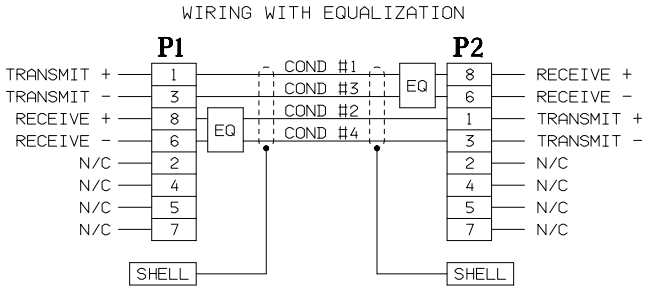 WIRING WITH EQUALIZATION
P1 P2
TRANSMIT + 1 COND #1 8 RECEIVE +
TRANSMIT - 3 COND #3 EQ 6 RECEIVE -
RECEIVE + 8 EQ COND #2 1 TRANSMIT +
RECEIVE - 6 COND #4 3 TRANSMIT -
N/C 2 2 N/C
N/C 4 4 N/C
N/C 5 5 N/C
N/C 7 7 N/C
SHELL SHELL